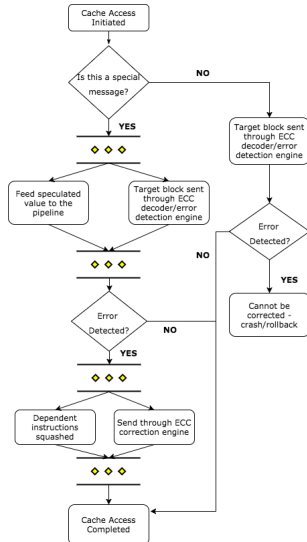 Cache Access
Initiated
Is this a special
message?
NO
YES
Target block sent
through ECC
decoder/error
detection engine
Feed speculated
value to the
pipeline
Target block sent
through ECC
decoder/error
detection engine
Error
Detected?
NO
YES
Cannot be
corrected -
crash/rollback
Error
Detected?
NO
YES
Dependent
instructions
squashed
Send through ECC
correction engine
Cache Access
Completed